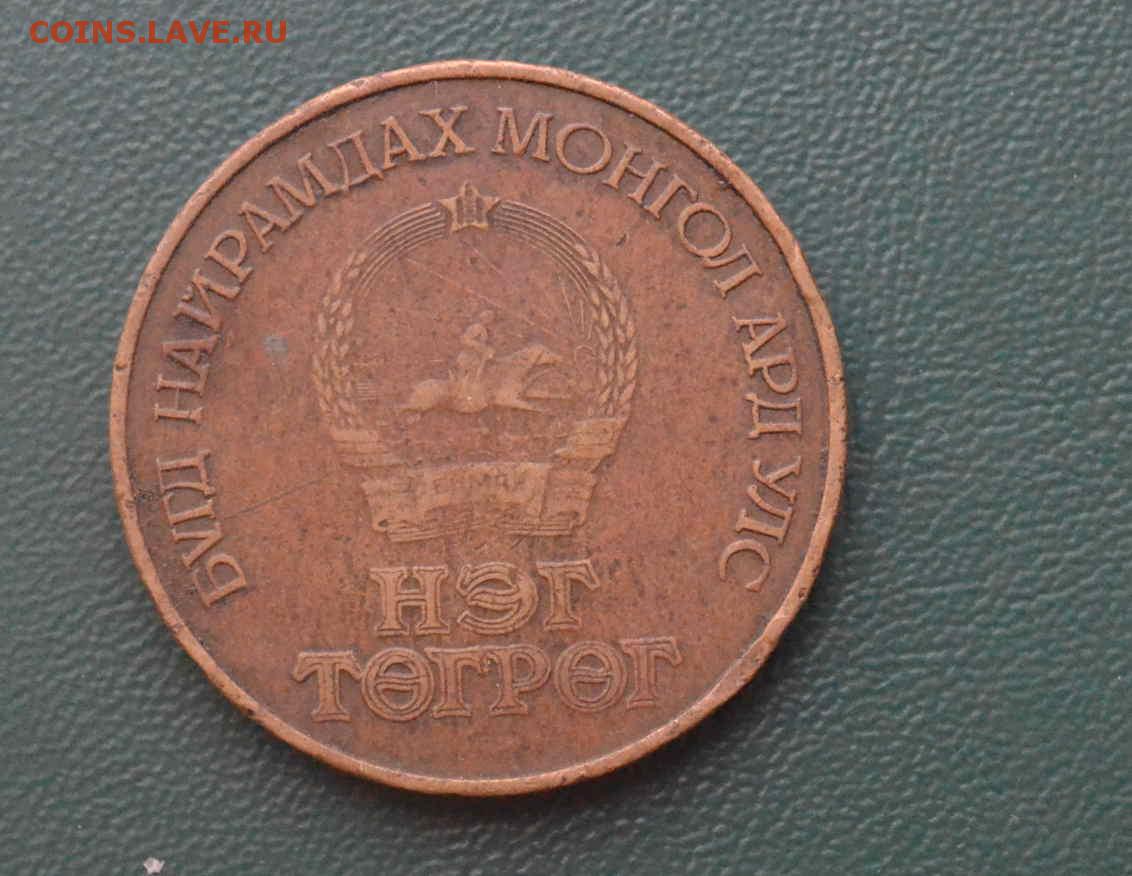 COINS.LAVE.RU
БҮГД НАЙРАМДАХ МОНГОЛ АРД УЛС
НЭГ
ТӨГРӨГ